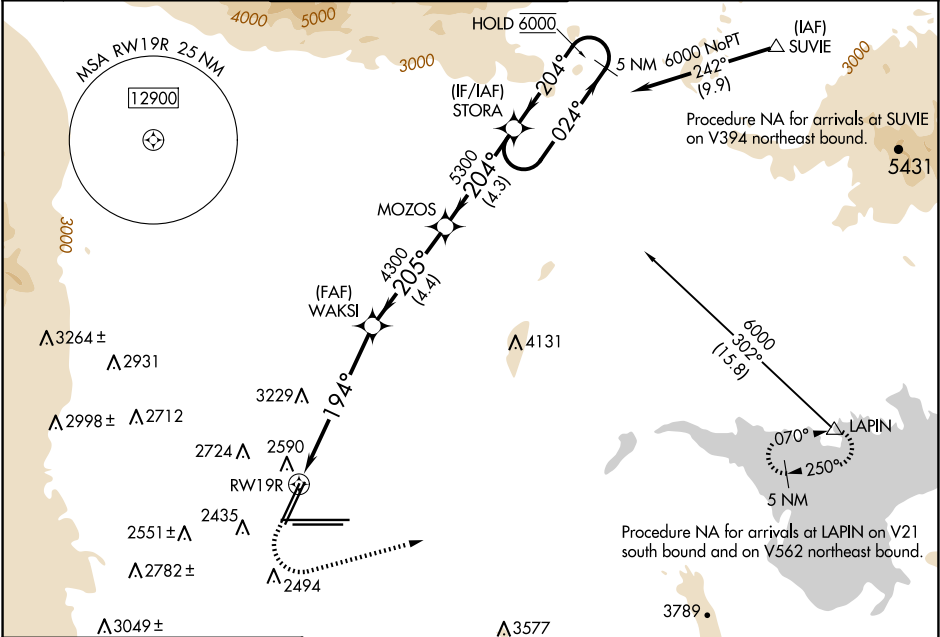 4000
5000
3000
HOLD 6000
5 NM
6000 NoPT
242°
(9.9)
(IAF)
SUVIE
3000
MSA RW19R 25 NM
12900
(IF/IAF)
STORA
204°
024°
Procedure NA for arrivals at SUVIE
on V394 northeast bound.
5431
5300
204°
(4.3)
MOZOS
3000
4300
205°
(4.4)
(FAF)
WAKSI
3264 ±
2931
4131
6000
302°
(15.8)
3229
194°
2998 ±
2712
LAPIN
070°
250°
5 NM
2724
2590
RW19R
2435
2551 ±
Procedure NA for arrivals at LAPIN on V21
south bound and on V562 northeast bound.
2782 ±
2494
3789
3049 ±
3577